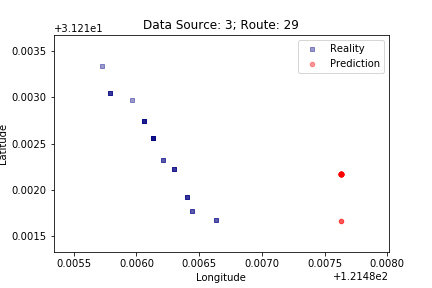 Data Source: 3; Route: 29
+3.121e1
Reality
Prediction
0.0035
0.0030
0.0025
0.0020
0.0015
Latitude
0.0055 0.0060 0.0065 0.0070 0.0075 0.0080
Longitude
+1.2148e2